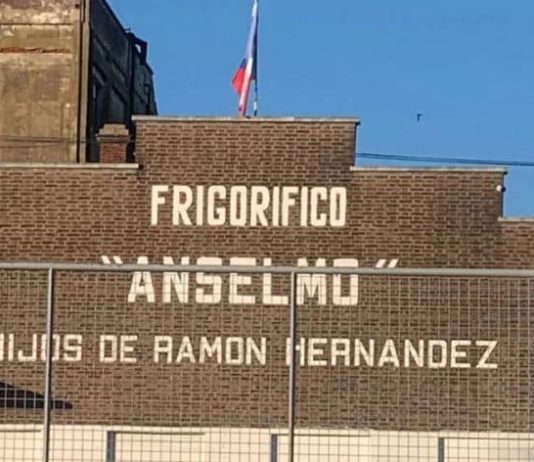 FRIGORIFICO
"ANSELMO"
HIJOS DE RAMON HERNANDEZ